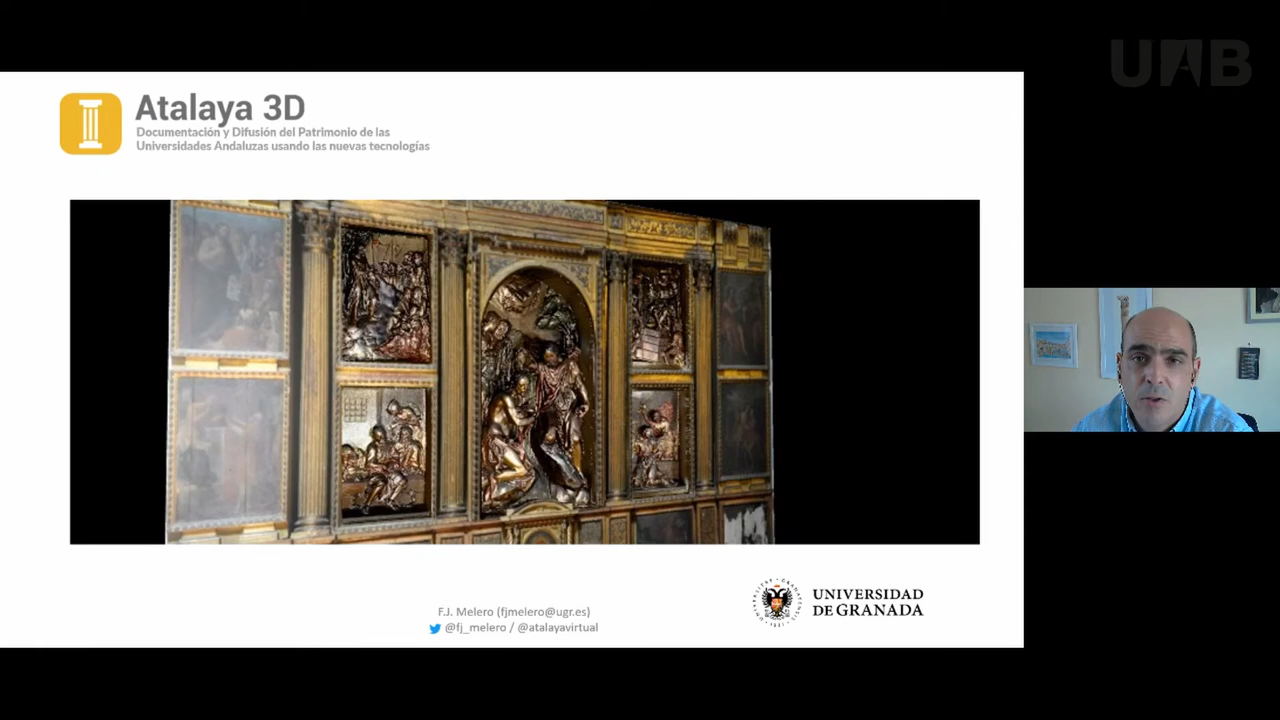 UAB
Atalaya 3D
Documentación y Difusión del Patrimonio de las
Universidades Andaluzas usando las nuevas tecnologías
F.J. Melero (fjmelero@ugr.es)
@fj_melero / @atalayavirtual
UNIVERSIDAD
DE GRANADA